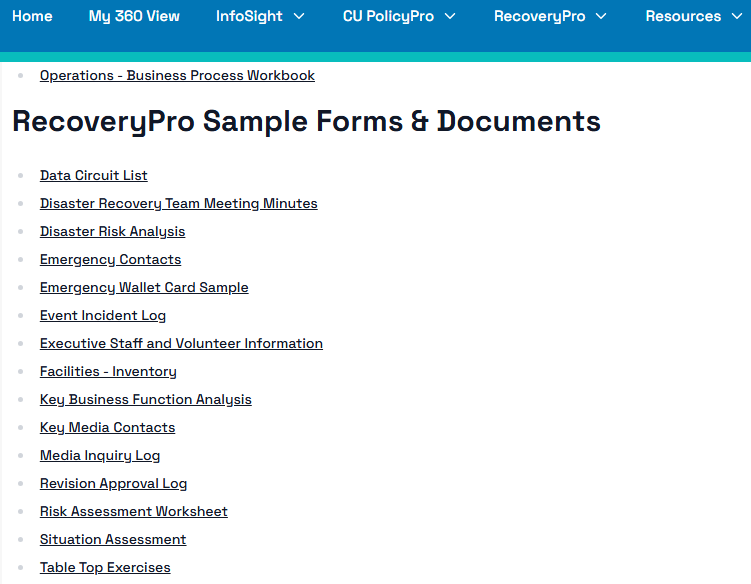 Home My 360 View InfoSight CU PolicyPro RecoveryPro Resources
Operations - Business Process Workbook
RecoveryPro Sample Forms & Documents
Data Circuit List
Disaster Recovery Team Meeting Minutes
Disaster Risk Analysis
Emergency Contacts
Emergency Wallet Card Sample
Event Incident Log
Executive Staff and Volunteer Information
Facilities - Inventory
Key Business Function Analysis
Key Media Contacts
Media Inquiry Log
Revision Approval Log
Risk Assessment Worksheet
Situation Assessment
Table Top Exercises